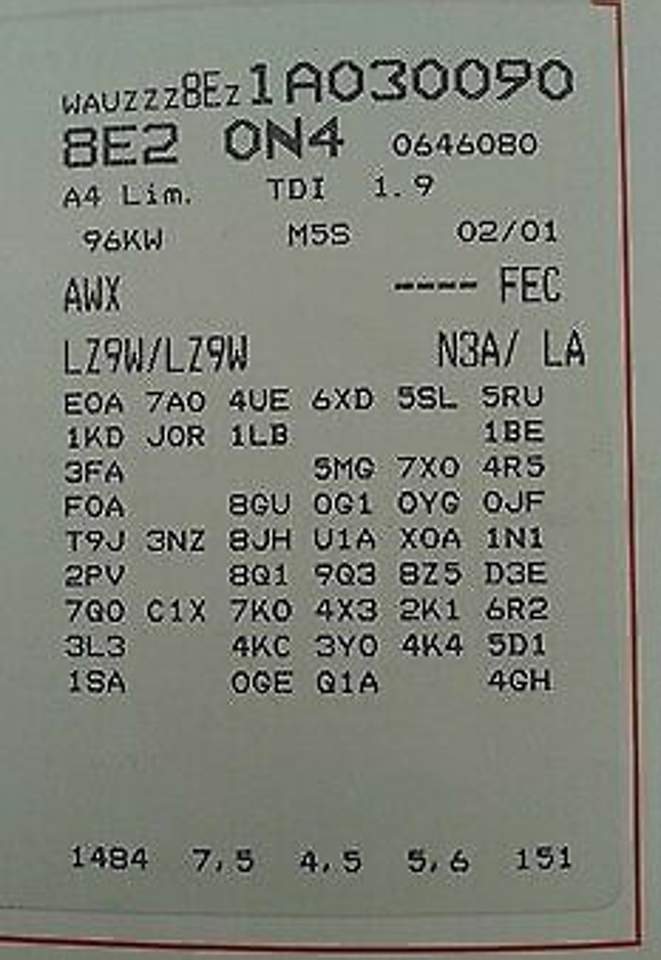 WAUZZZ8EZ1A030090
8E2 0N4 0646080
A4 Lim. TDI 1.9
96KW M5S 02/01
AWX ---- FEC
LZ9W/LZ9W N3A/ LA
E0A 7A0 4UE 6XD 5SL 5RU
1KD J0R 1LB 1BE
3FA 5MG 7X0 4R5
F0A 8GU 0G1 0YG 0JF
T9J 3NZ 8JH U1A X0A 1N1
2PV 8Q1 9Q3 8Z5 D3E
7Q0 C1X 7K0 4X3 2K1 6R2
3L3 4KC 3Y0 4K4 5D1
1SA 0GE Q1A 4GH
1484 7,5 4,5 5,6 151